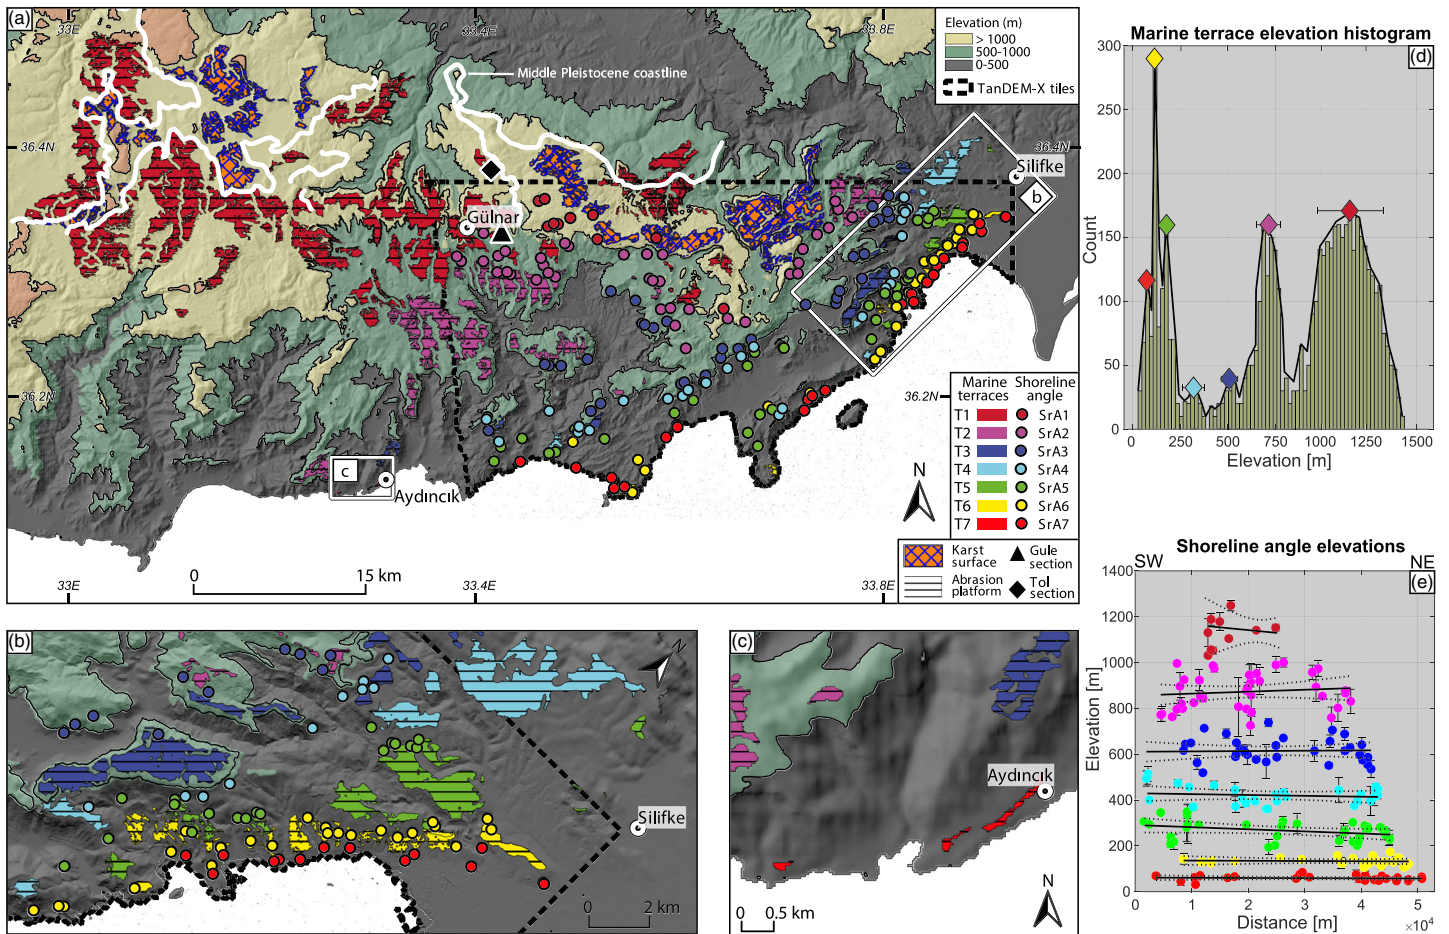 (a)
33E
33.4E
33.8E
Elevation (m)
> 1000
500-1000
0-500
TanDEM-X tiles
Middle Pleistocene coastline
36.4N
36.4N
Silifke
b
Gülnar
36.2N
36.2N
c
Aydıncık
N
Marine terraces
Shoreline angle
T1 SrA1
T2 SrA2
T3 SrA3
T4 SrA4
T5 SrA5
T6 SrA6
T7 SrA7
Karst surface
Gule section
Abrasion platform
Tol section
0 15 km
33E
33.4E
33.8E
(b)
N
Silifke
0 2 km
(c)
Aydıncık
N
0 0.5 km
Marine terrace elevation histogram
(d)
300
250
200
150
100
50
0
Count
0 250 500 750 1000 1250 1500
Elevation [m]
Shoreline angle elevations
SW NE
(e)
1400
1200
1000
800
600
400
200
0
Elevation [m]
0 1 2 3 4 5
×10⁴
Distance [m]